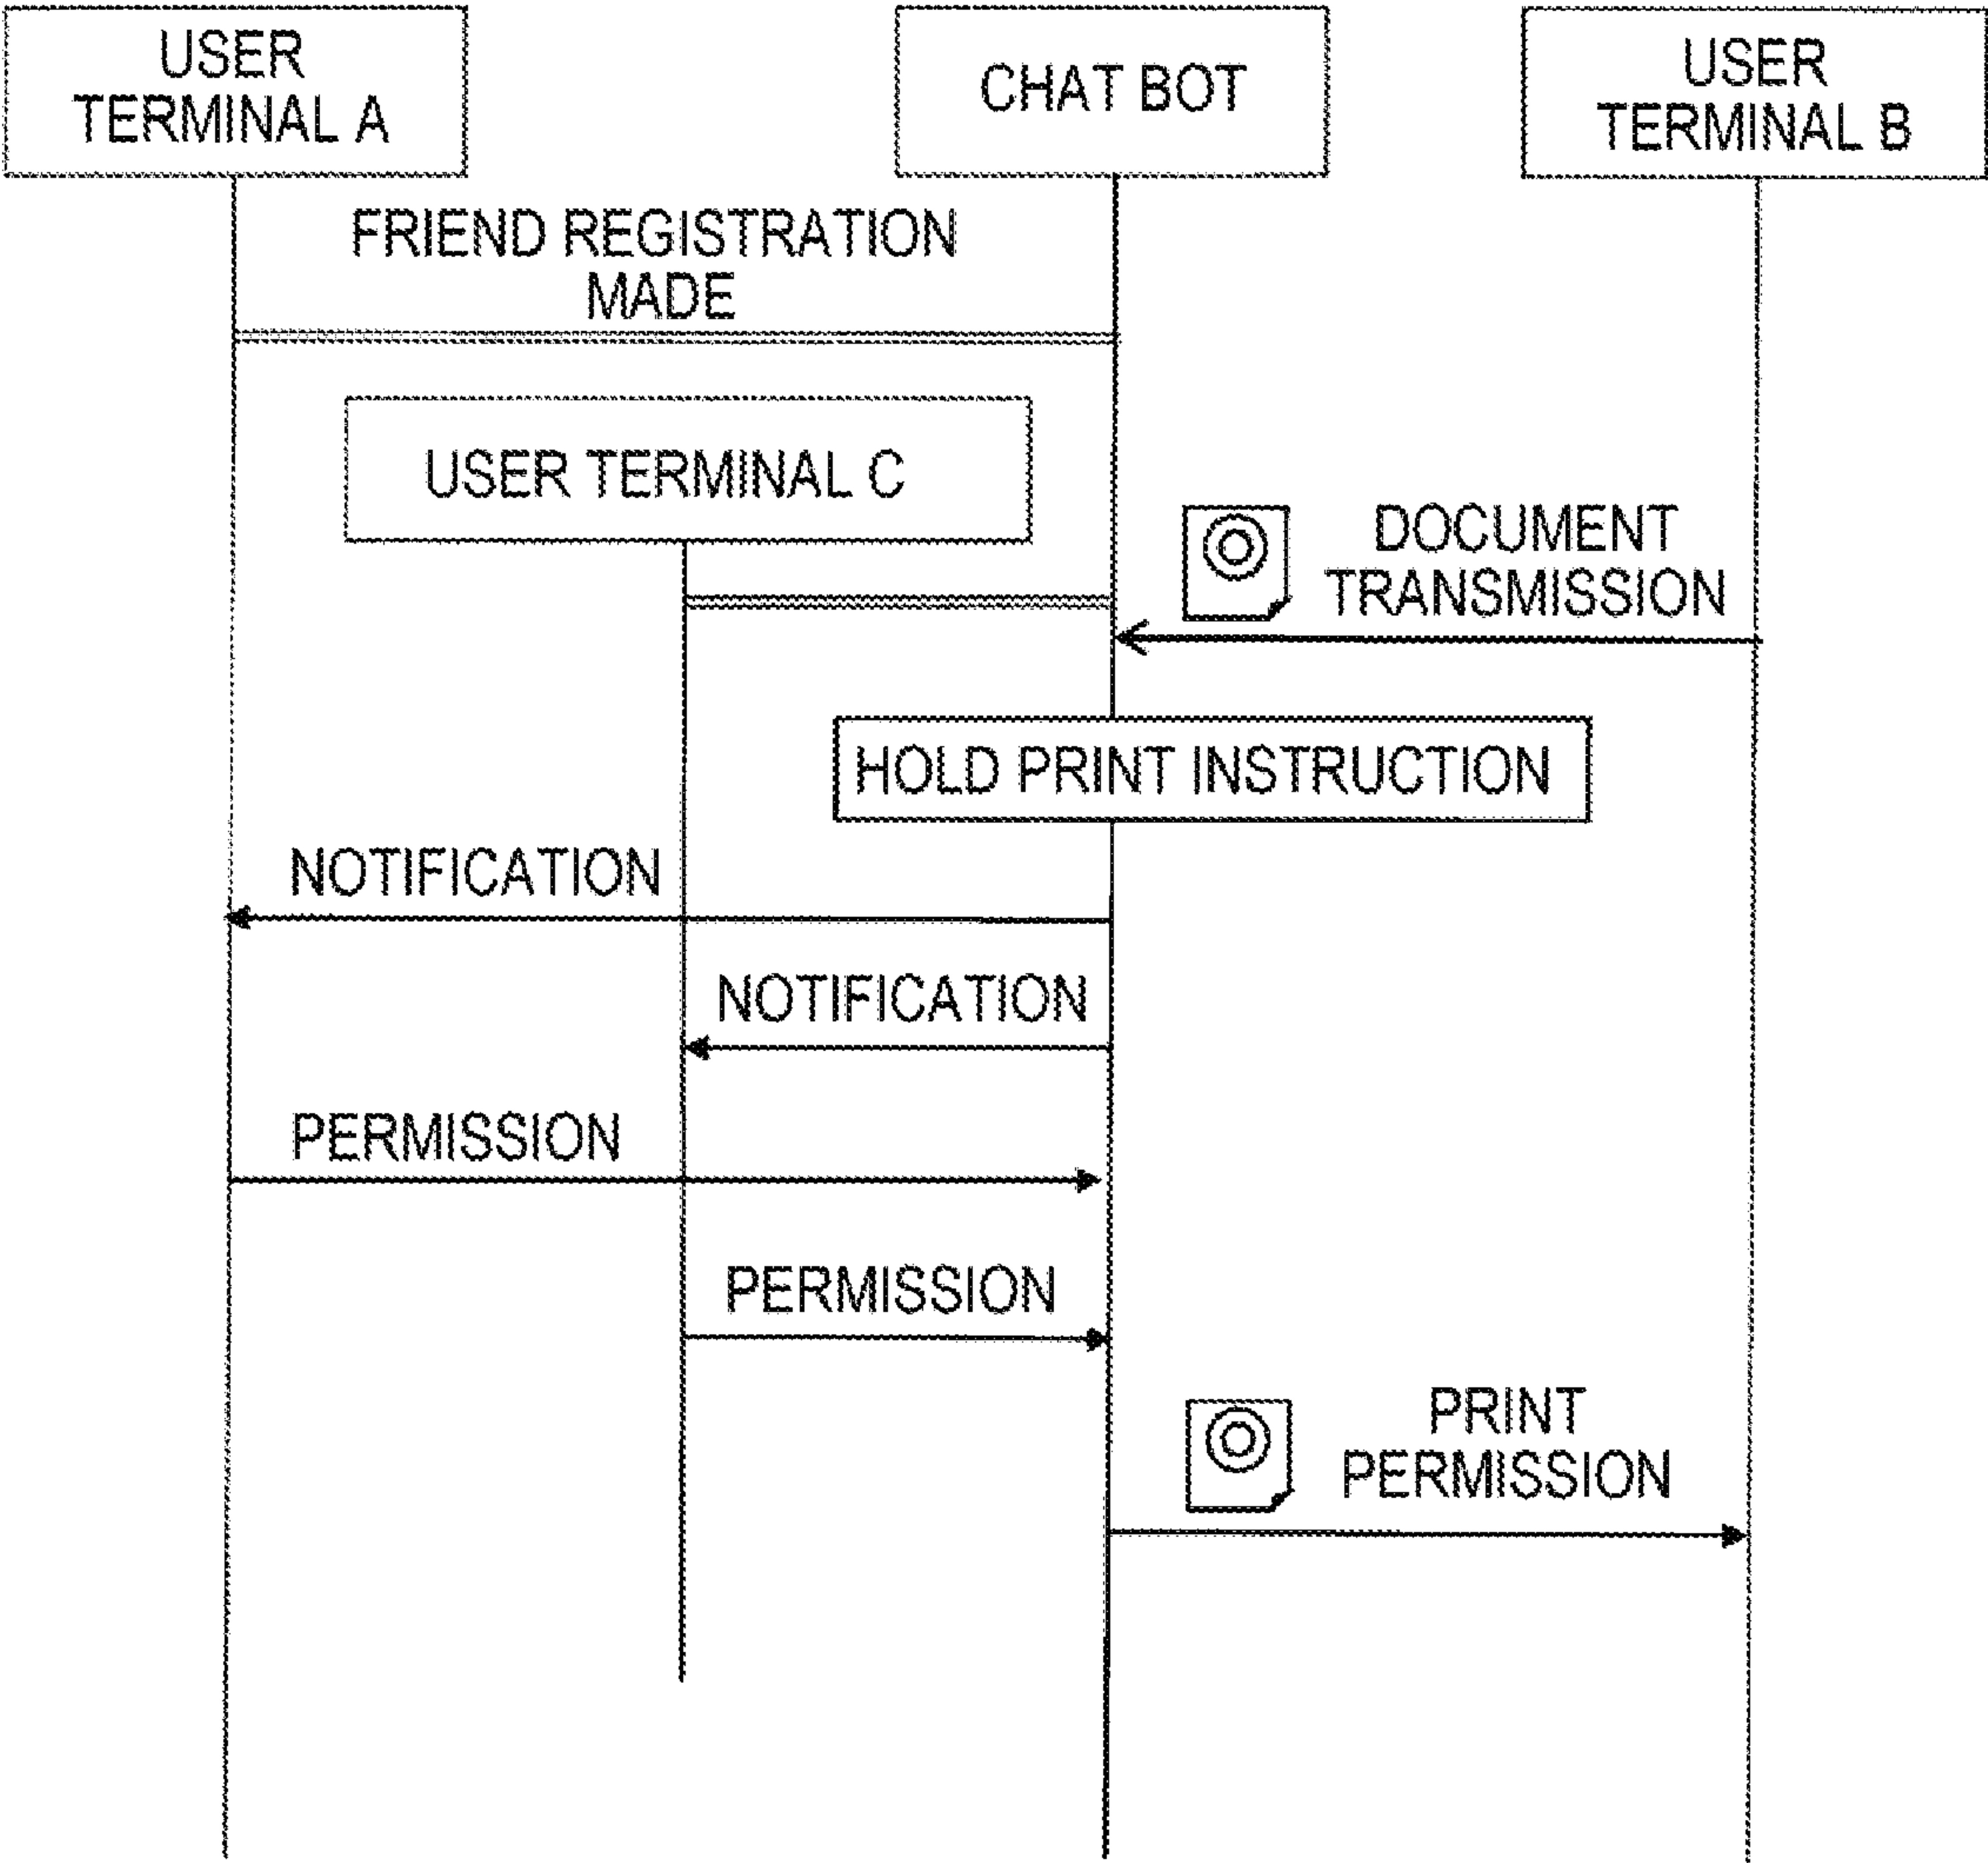 USER
TERMINAL A
CHAT BOT
USER
TERMINAL B
FRIEND REGISTRATION
MADE
USER TERMINAL C
DOCUMENT
TRANSMISSION
HOLD PRINT INSTRUCTION
NOTIFICATION
NOTIFICATION
PERMISSION
PERMISSION
PRINT
PERMISSION